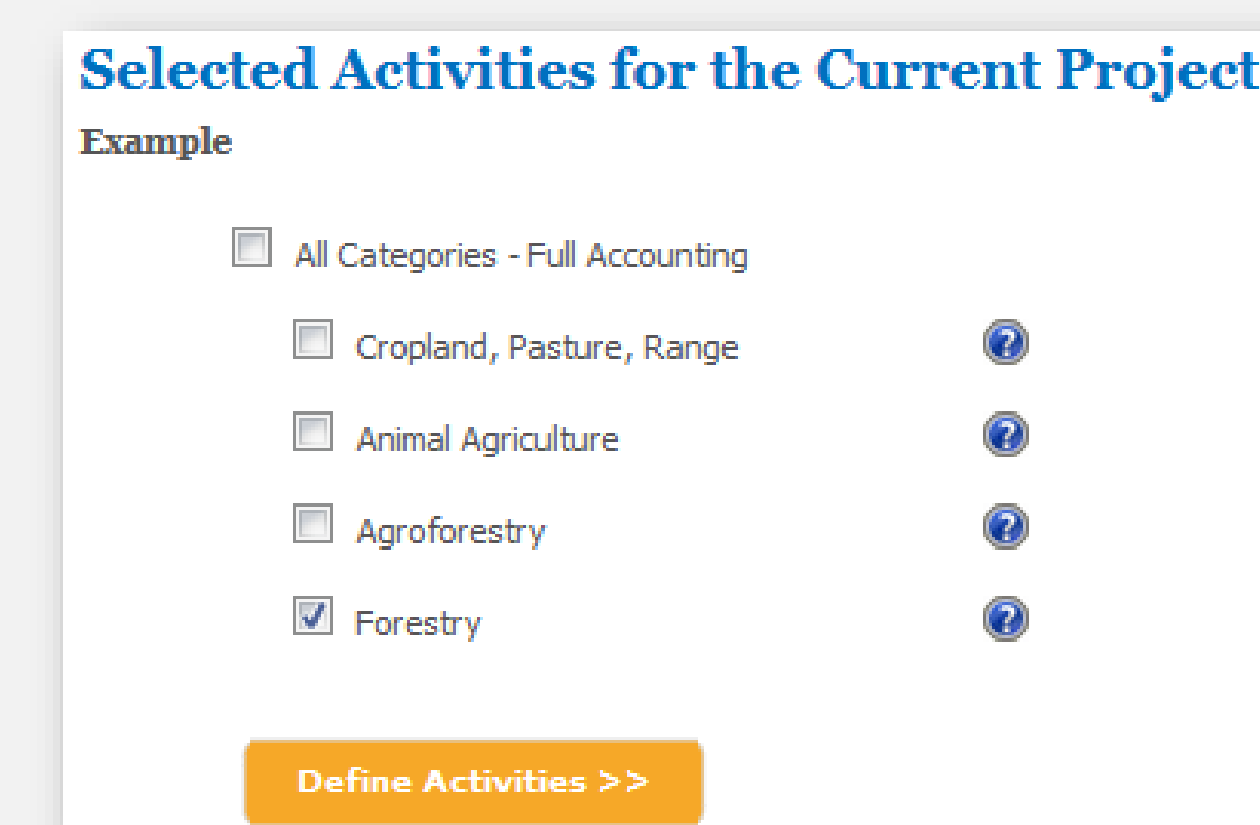 Selected Activities for the Current Project
Example
All Categories - Full Accounting
Cropland, Pasture, Range
Animal Agriculture
Agroforestry
Forestry
Define Activities >>